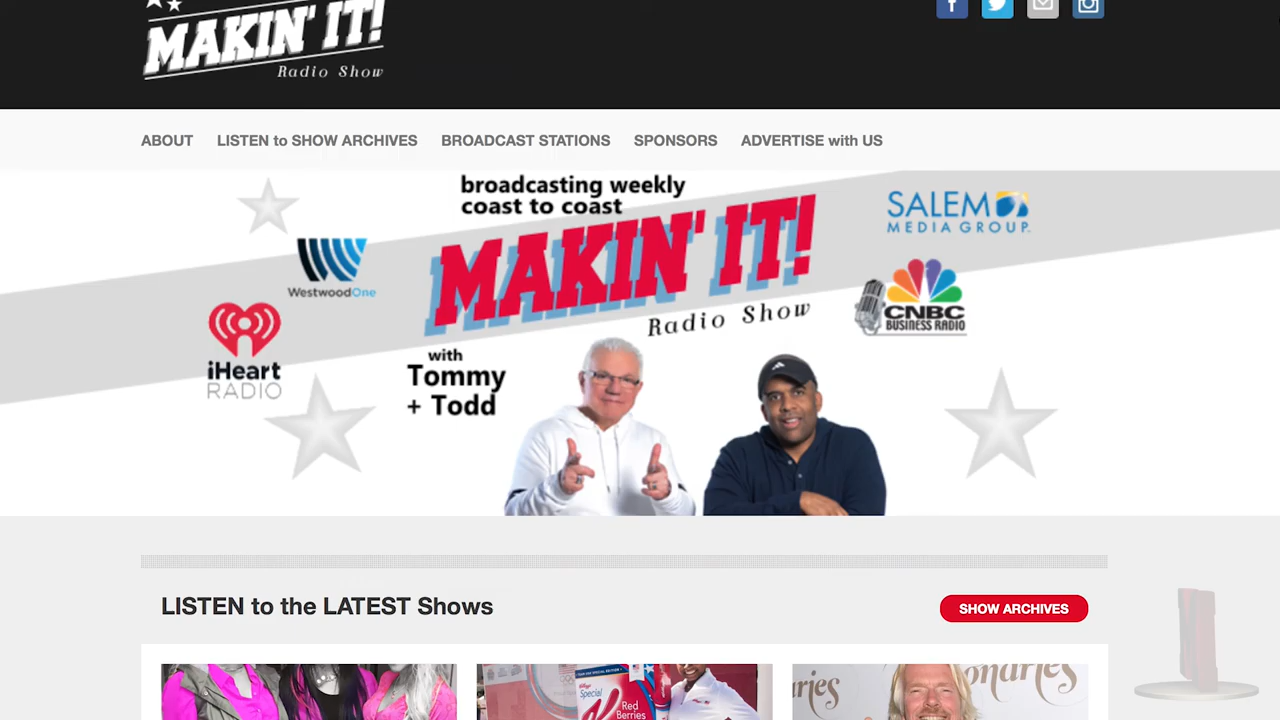 MAKIN' IT!
Radio Show
ABOUT
LISTEN to SHOW ARCHIVES
BROADCAST STATIONS
SPONSORS
ADVERTISE with US
broadcasting weekly
coast to coast
MAKIN' IT!
Radio Show
with
Tommy
+ Todd
WestwoodOne
iHeart
RADIO
SALEM
MEDIA GROUP.
CNBC
BUSINESS RADIO
LISTEN to the LATEST Shows
SHOW ARCHIVES
Kellogg's
Special
K
Red
Berries